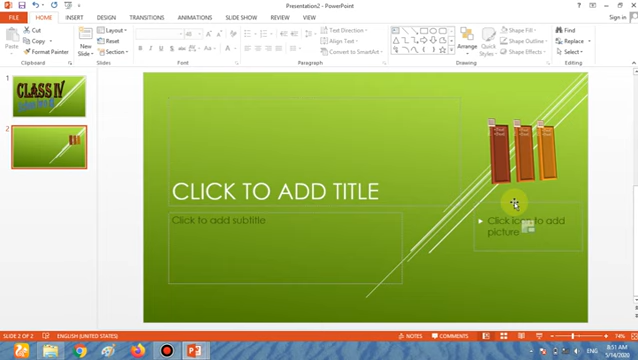 Presentation2 - PowerPoint
Sign in
FILE HOME INSERT DESIGN TRANSITIONS ANIMATIONS SLIDE SHOW REVIEW VIEW
Paste
Cut
Copy
Format Painter
Clipboard
New
Slide
Layout
Reset
Section
Slides
Font
Text Direction
Align Text
Convert to SmartArt
Paragraph
Arrange
Quick
Styles
Shape Fill
Shape Outline
Shape Effects
Drawing
Find
Replace
Select
Editing
1
CLASS IV
2
CLICK TO ADD TITLE
Click to add subtitle
Click icon to add
picture
SLIDE 2 OF 2
ENGLISH (UNITED STATES)
NOTES
COMMENTS
74%
ENG
8:51 AM
5/14/2020